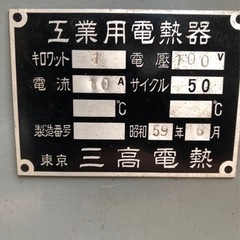 工業用電熱器
キロワット 1 電壓 100 V
電流 10 A サイクル 50
℃ ℃
製造番号 昭和 59 年 6 月
東京 三高電熱